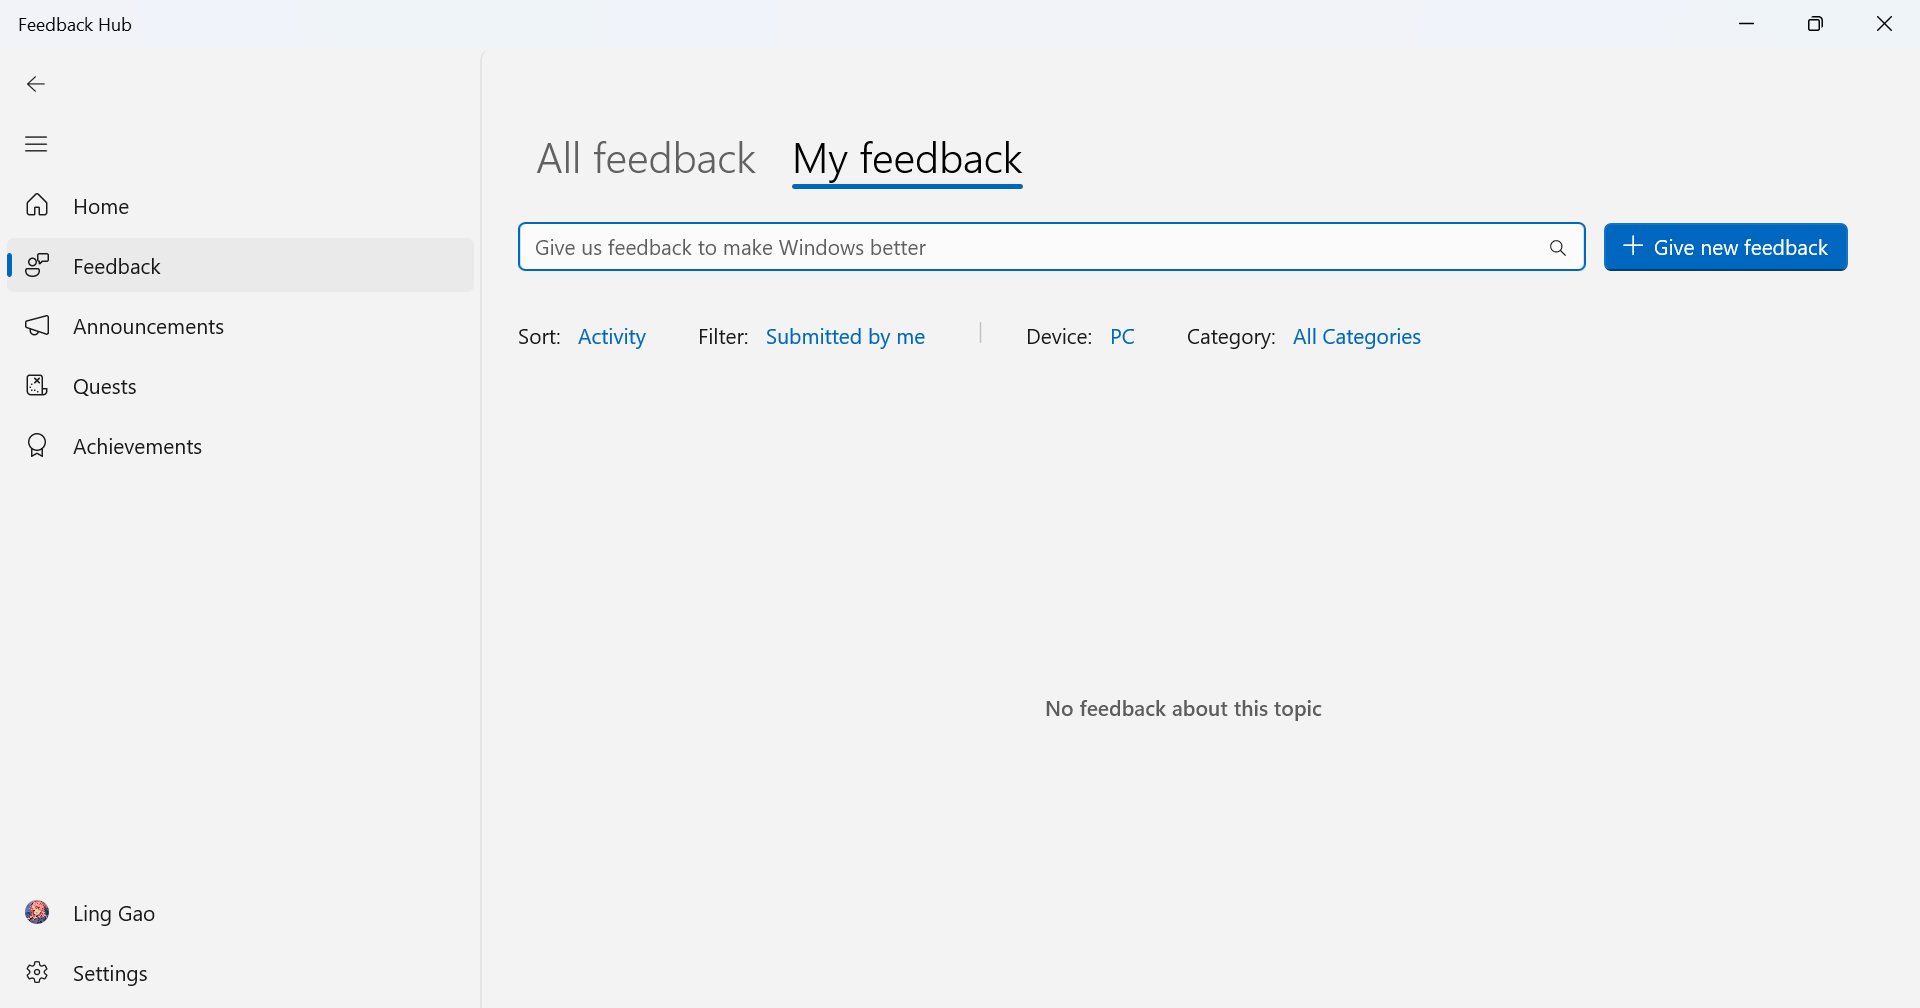 Feedback Hub
Home
Feedback
Announcements
Quests
Achievements
Ling Gao
Settings
All feedback My feedback
Give us feedback to make Windows better
Give new feedback
Sort: Activity Filter: Submitted by me Device: PC Category: All Categories
No feedback about this topic